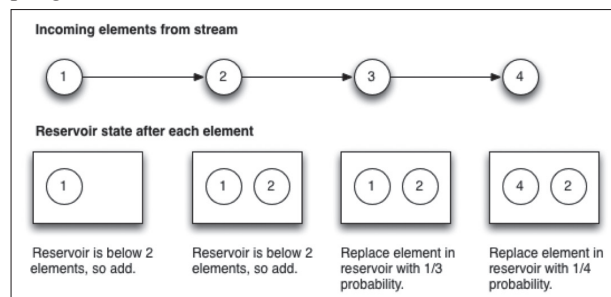 Incoming elements from stream
1 2 3 4
Reservoir state after each element
1 1 2 1 2 4 2
Reservoir is below 2
elements, so add.
Reservoir is below 2
elements, so add.
Replace element in
reservoir with 1/3
probability.
Replace element in
reservoir with 1/4
probability.